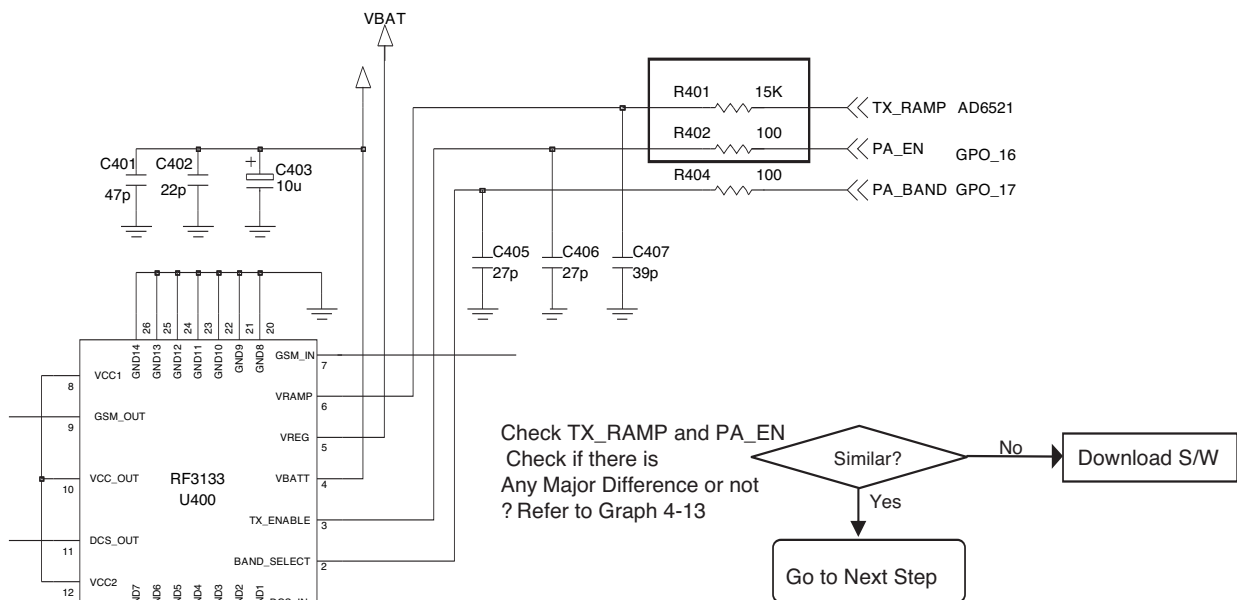 VBAT
R401 15K
TX_RAMP AD6521
R402 100
PA_EN GPO_16
R404 100
PA_BAND GPO_17
C401
47p
C402
22p
+
C403
10u
C405
27p
C406
27p
C407
39p
26 25 24 23 22 21 20
GND14 GND13 GND12 GND11 GND10 GND9 GND8
GSM_IN 7
8 VCC1
VRAMP 6
9 GSM_OUT
VREG 5
10 VCC_OUT
RF3133
U400
VBATT 4
TX_ENABLE 3
11 DCS_OUT
BAND_SELECT 2
12 VCC2
Check TX_RAMP and PA_EN
Check if there is
Any Major Difference or not
? Refer to Graph 4-13
Similar?
No
Download S/W
Yes
Go to Next Step